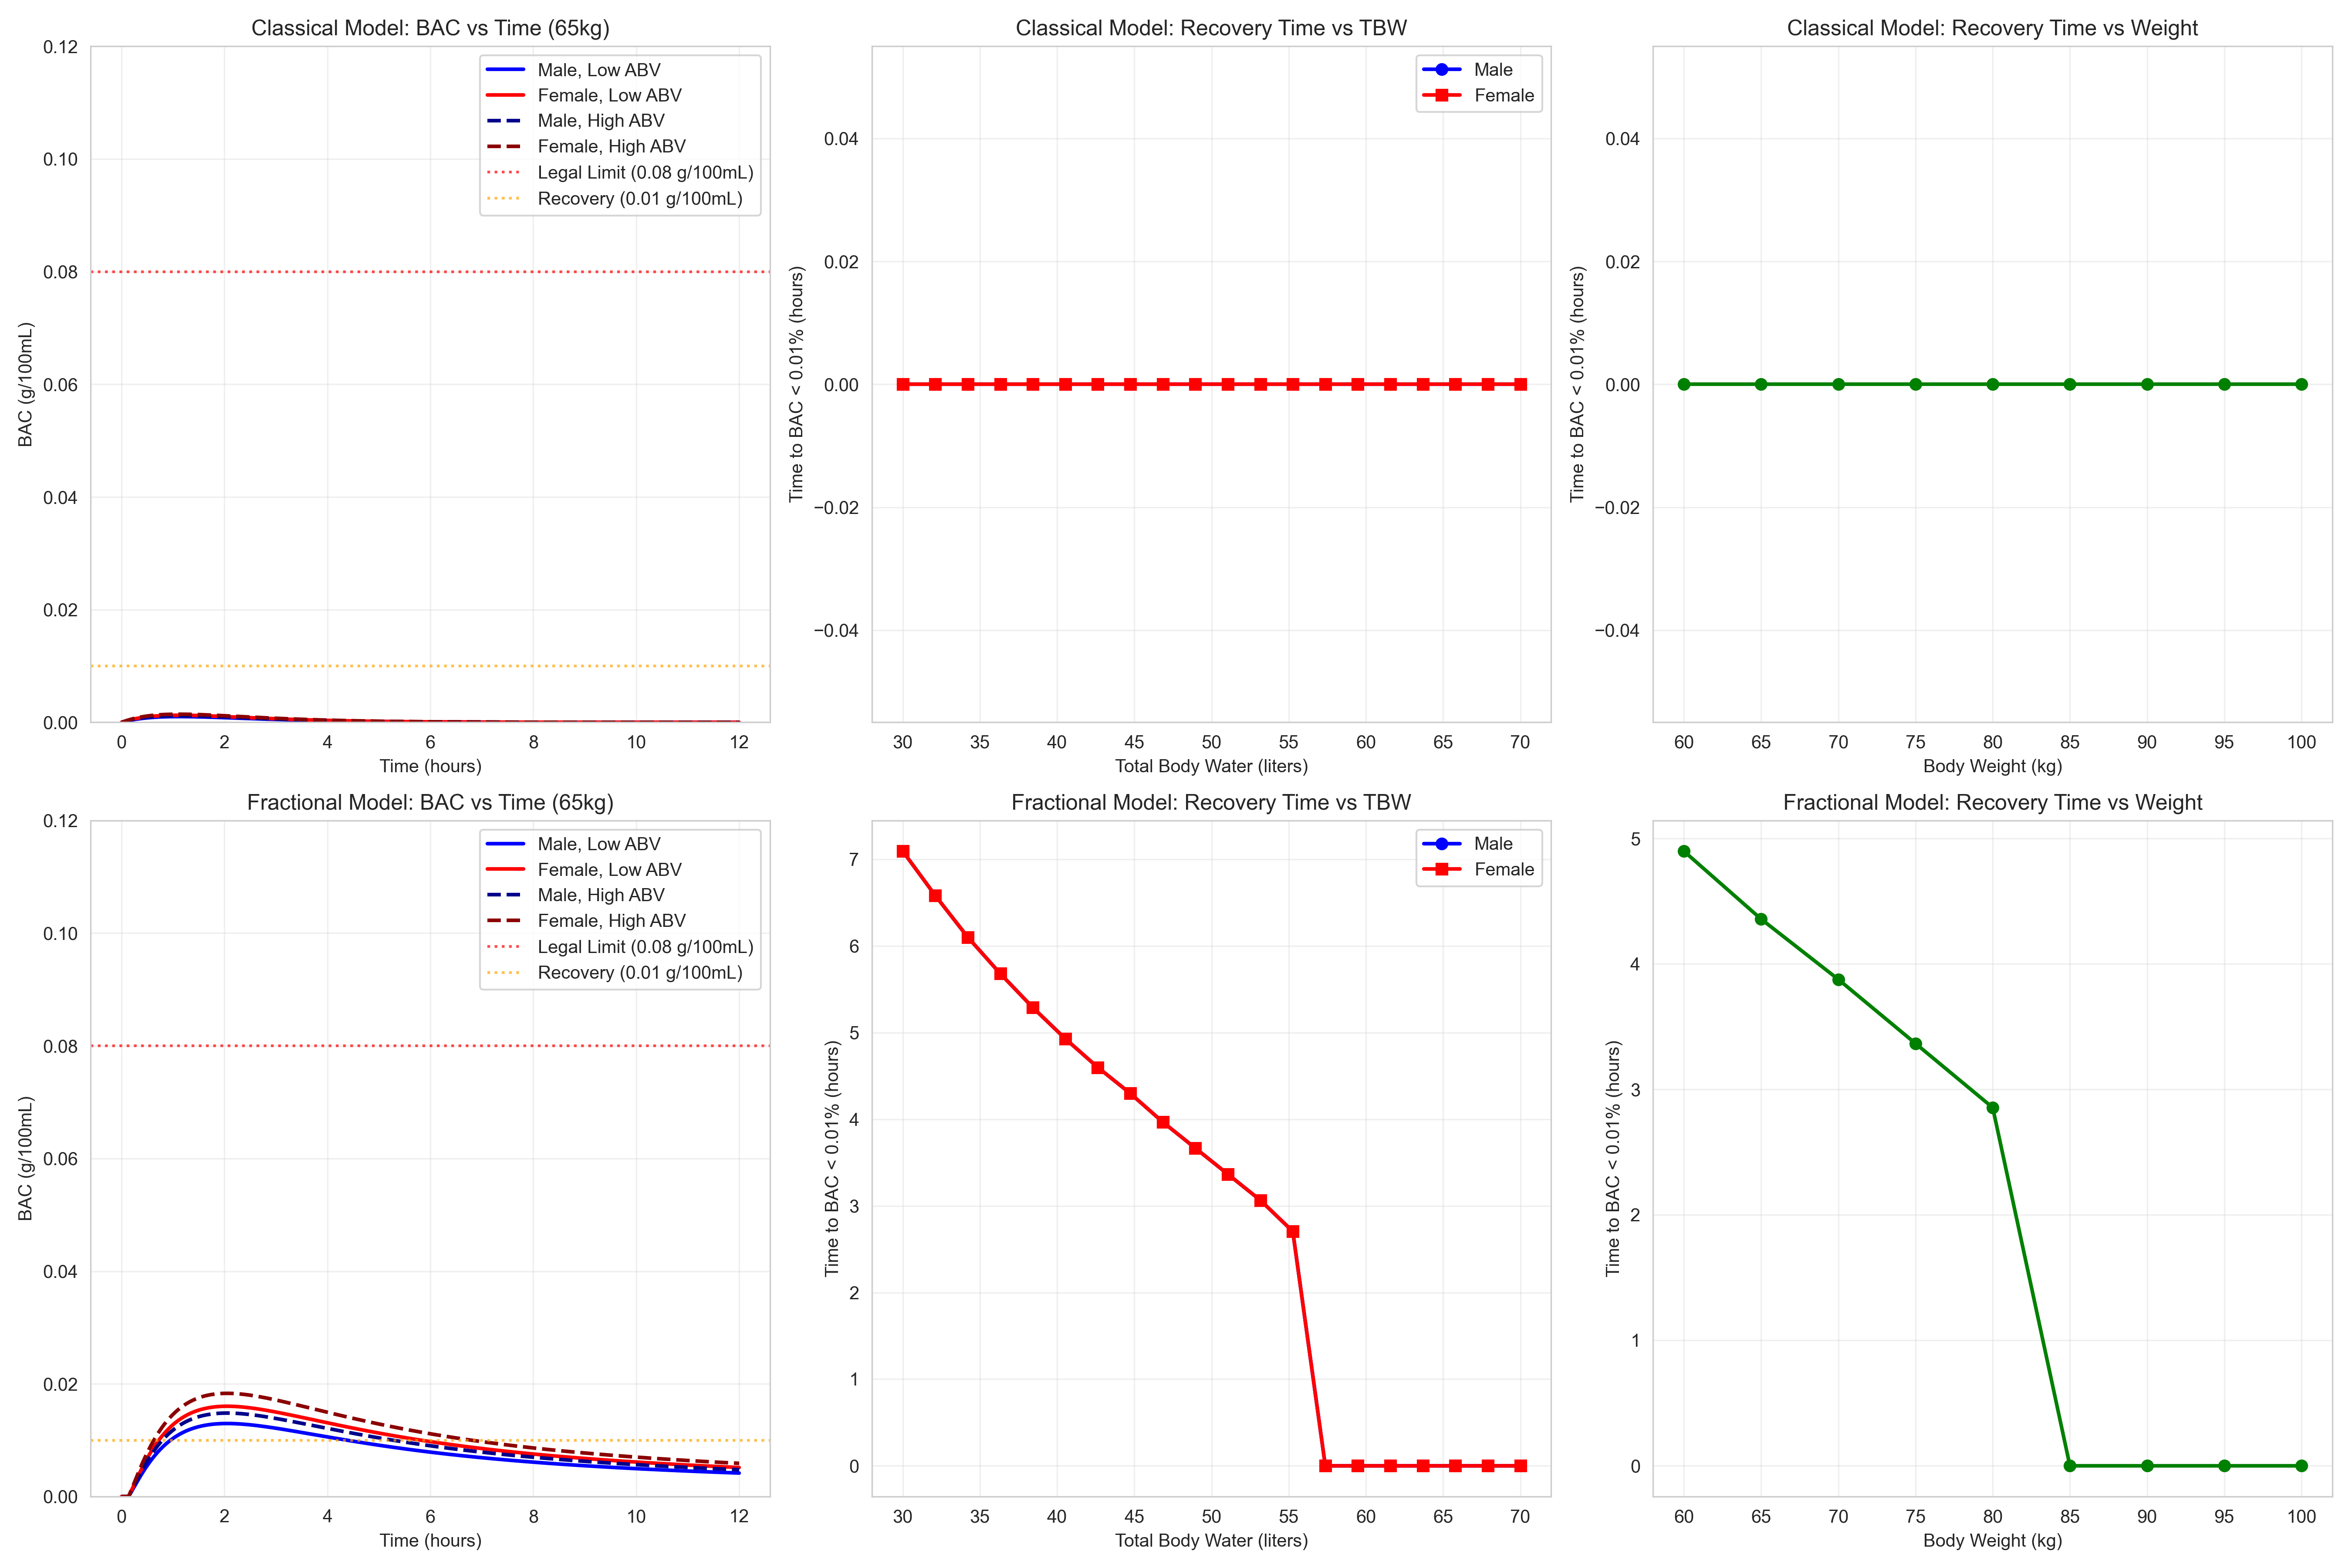 Classical Model: BAC vs Time (65kg)
BAC (g/100mL)
0.12
0.10
0.08
0.06
0.04
0.02
0.00
Male, Low ABV
Female, Low ABV
Male, High ABV
Female, High ABV
Legal Limit (0.08 g/100mL)
Recovery (0.01 g/100mL)
0 2 4 6 8 10 12
Time (hours)
Classical Model: Recovery Time vs TBW
Time to BAC < 0.01% (hours)
0.04
0.02
0.00
−0.02
−0.04
Male
Female
30 35 40 45 50 55 60 65 70
Total Body Water (liters)
Classical Model: Recovery Time vs Weight
Time to BAC < 0.01% (hours)
0.04
0.02
0.00
−0.02
−0.04
60 65 70 75 80 85 90 95 100
Body Weight (kg)
Fractional Model: BAC vs Time (65kg)
BAC (g/100mL)
0.12
0.10
0.08
0.06
0.04
0.02
0.00
Male, Low ABV
Female, Low ABV
Male, High ABV
Female, High ABV
Legal Limit (0.08 g/100mL)
Recovery (0.01 g/100mL)
0 2 4 6 8 10 12
Time (hours)
Fractional Model: Recovery Time vs TBW
Time to BAC < 0.01% (hours)
7
6
5
4
3
2
1
0
Male
Female
30 35 40 45 50 55 60 65 70
Total Body Water (liters)
Fractional Model: Recovery Time vs Weight
Time to BAC < 0.01% (hours)
5
4
3
2
1
0
60 65 70 75 80 85 90 95 100
Body Weight (kg)